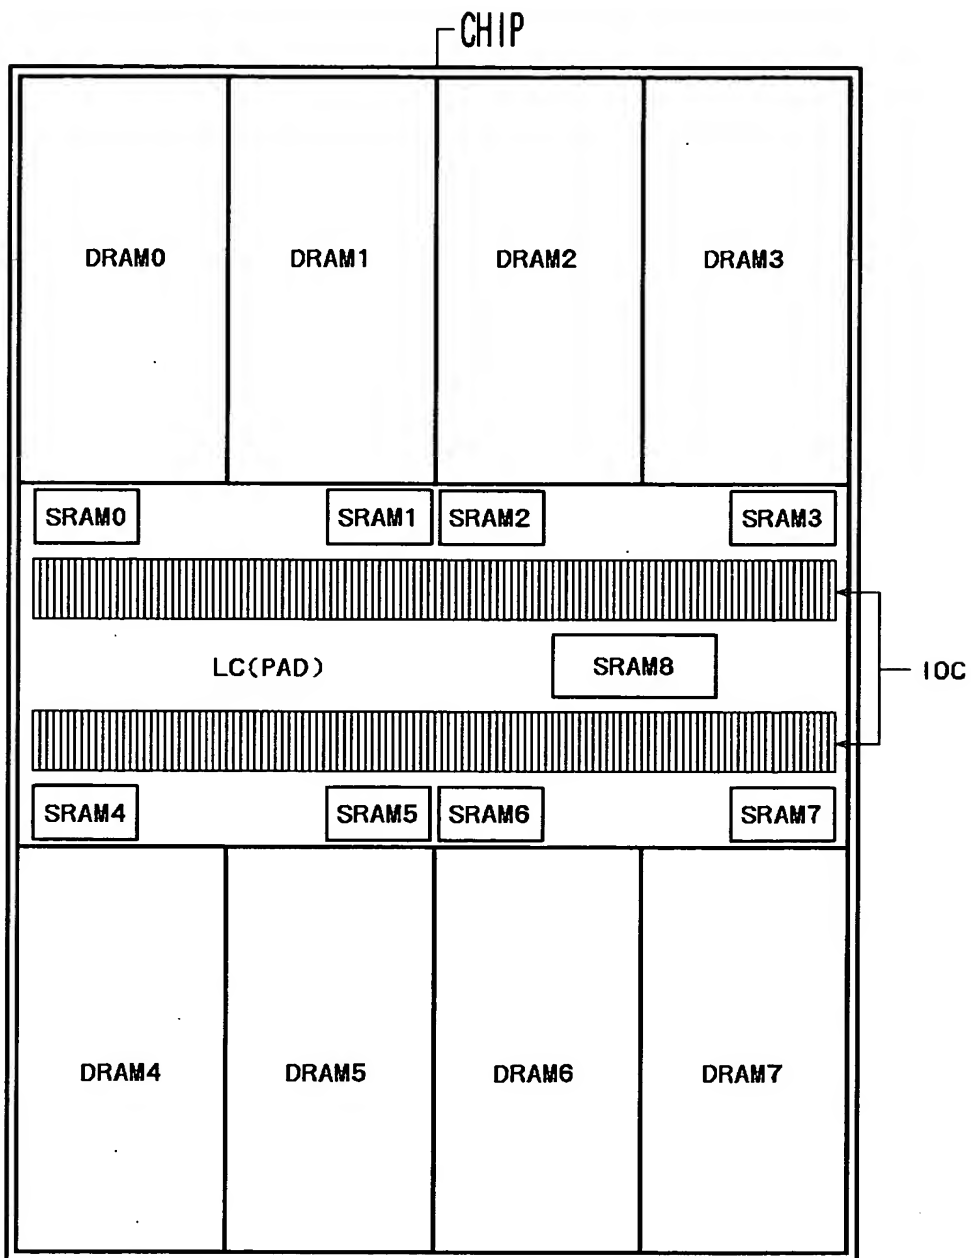 CHIP
DRAM0 DRAM1 DRAM2 DRAM3
SRAM0 SRAM1 SRAM2 SRAM3
LC(PAD) SRAM8 IOC
SRAM4 SRAM5 SRAM6 SRAM7
DRAM4 DRAM5 DRAM6 DRAM7